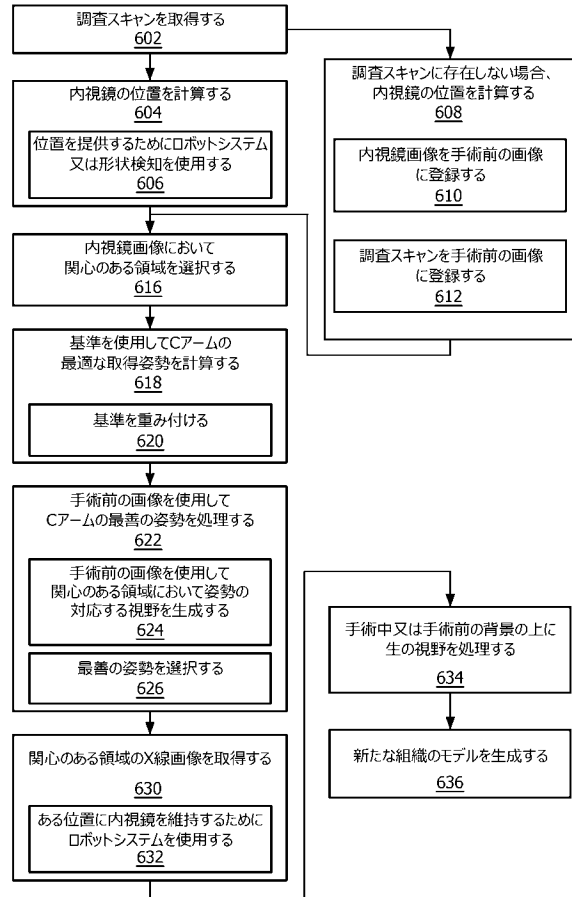 調査スキャンを取得する
602
内視鏡の位置を計算する
604
位置を提供するためにロボットシステム
又は形状検知を使用する
606
調査スキャンに存在しない場合、
内視鏡の位置を計算する
608
内視鏡画像を手術前の画像
に登録する
610
調査スキャンを手術前の画像
に登録する
612
内視鏡画像において
関心のある領域を選択する
616
基準を使用してCアームの
最適な取得姿勢を計算する
618
基準を重み付ける
620
手術前の画像を使用して
Cアームの最善の姿勢を処理する
622
手術前の画像を使用して
関心のある領域において姿勢の
対応する視野を生成する
624
最善の姿勢を選択する
626
関心のある領域のX線画像を取得する
630
ある位置に内視鏡を維持するために
ロボットシステムを使用する
632
手術中又は手術前の背景の上に
生の視野を処理する
634
新たな組織のモデルを生成する
636